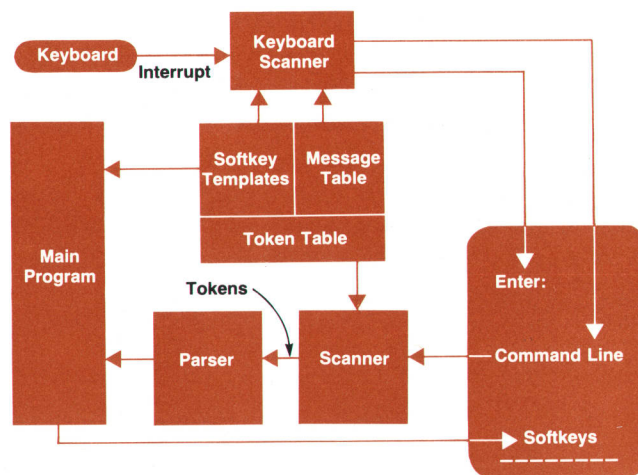 Keyboard
Interrupt
Keyboard
Scanner
Softkey
Templates
Message
Table
Token Table
Main
Program
Tokens
Parser
Scanner
Enter:
Command Line
Softkeys